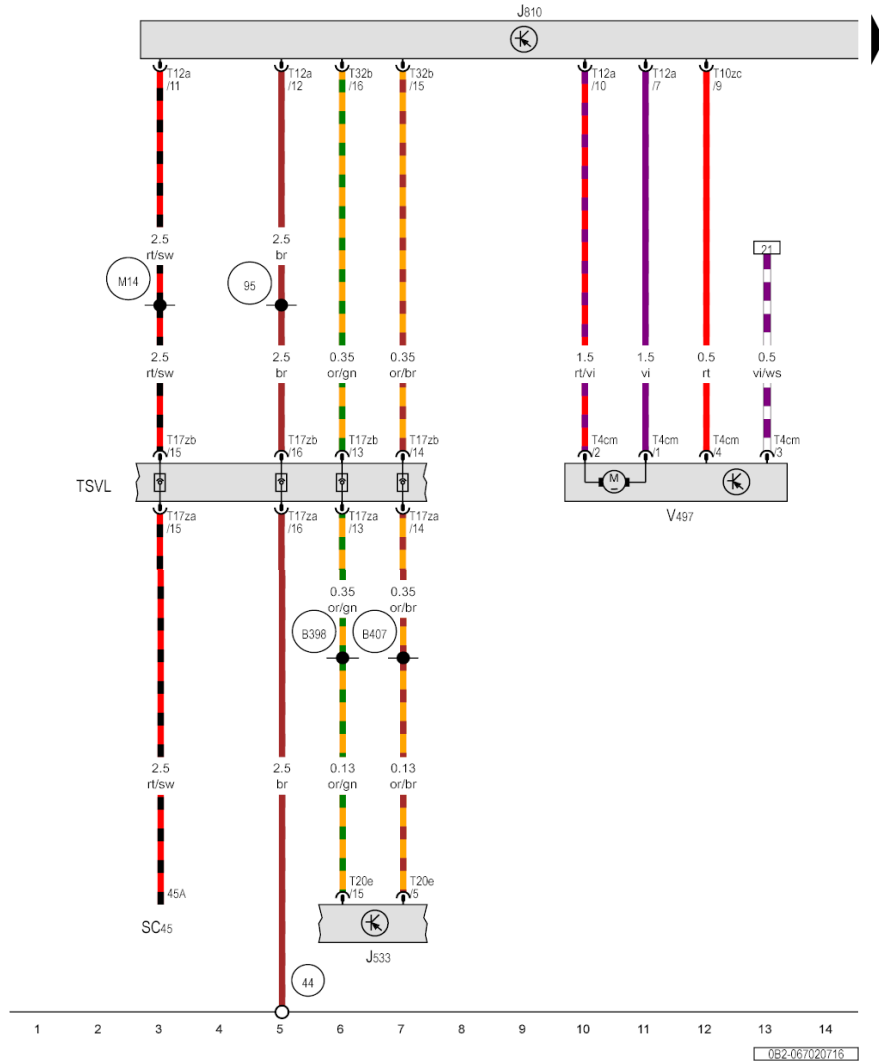 J810
T12a
/11
T12a
/12
T32b
/16
T32b
/15
T12a
/10
T12a
/7
T10zc
/9
2.5
rt/sw
2.5
br
21
M14
95
2.5
rt/sw
2.5
br
0.35
or/gn
0.35
or/br
1.5
rt/vi
1.5
vi
0.5
rt
0.5
vi/ws
T17zb
/15
T17zb
/16
T17zb
/13
T17zb
/14
T4cm
/2
T4cm
/1
T4cm
/4
T4cm
/3
TSVL
M
V497
T17za
/15
T17za
/16
T17za
/13
T17za
/14
0.35
or/gn
0.35
or/br
B398
B407
2.5
rt/sw
2.5
br
0.13
or/gn
0.13
or/br
45A
T20e
/15
T20e
/5
SC45
J533
44
1 2 3 4 5 6 7 8 9 10 11 12 13 14
0B2-067020716